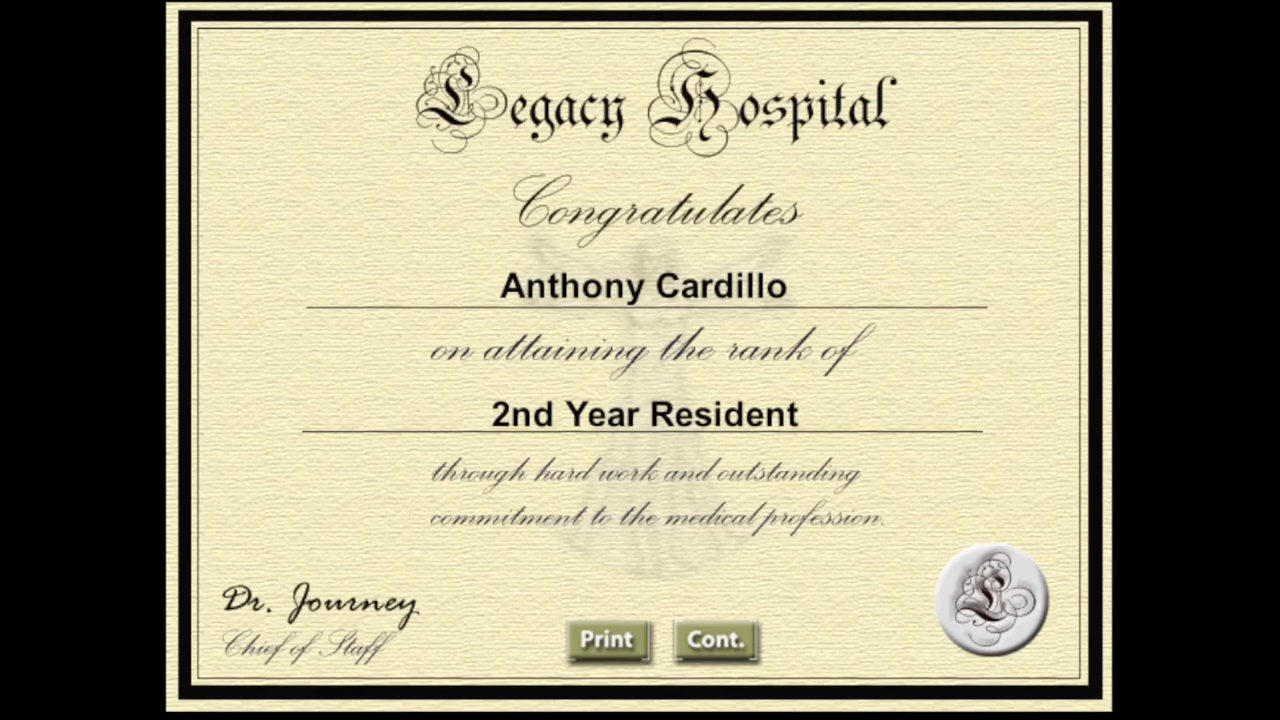 Legacy Hospital
Congratulates
Anthony Cardillo
on attaining the rank of
2nd Year Resident
through hard work and outstanding
commitment to the medical profession.
Dr. Journey
Chief of Staff
Print Cont.
L